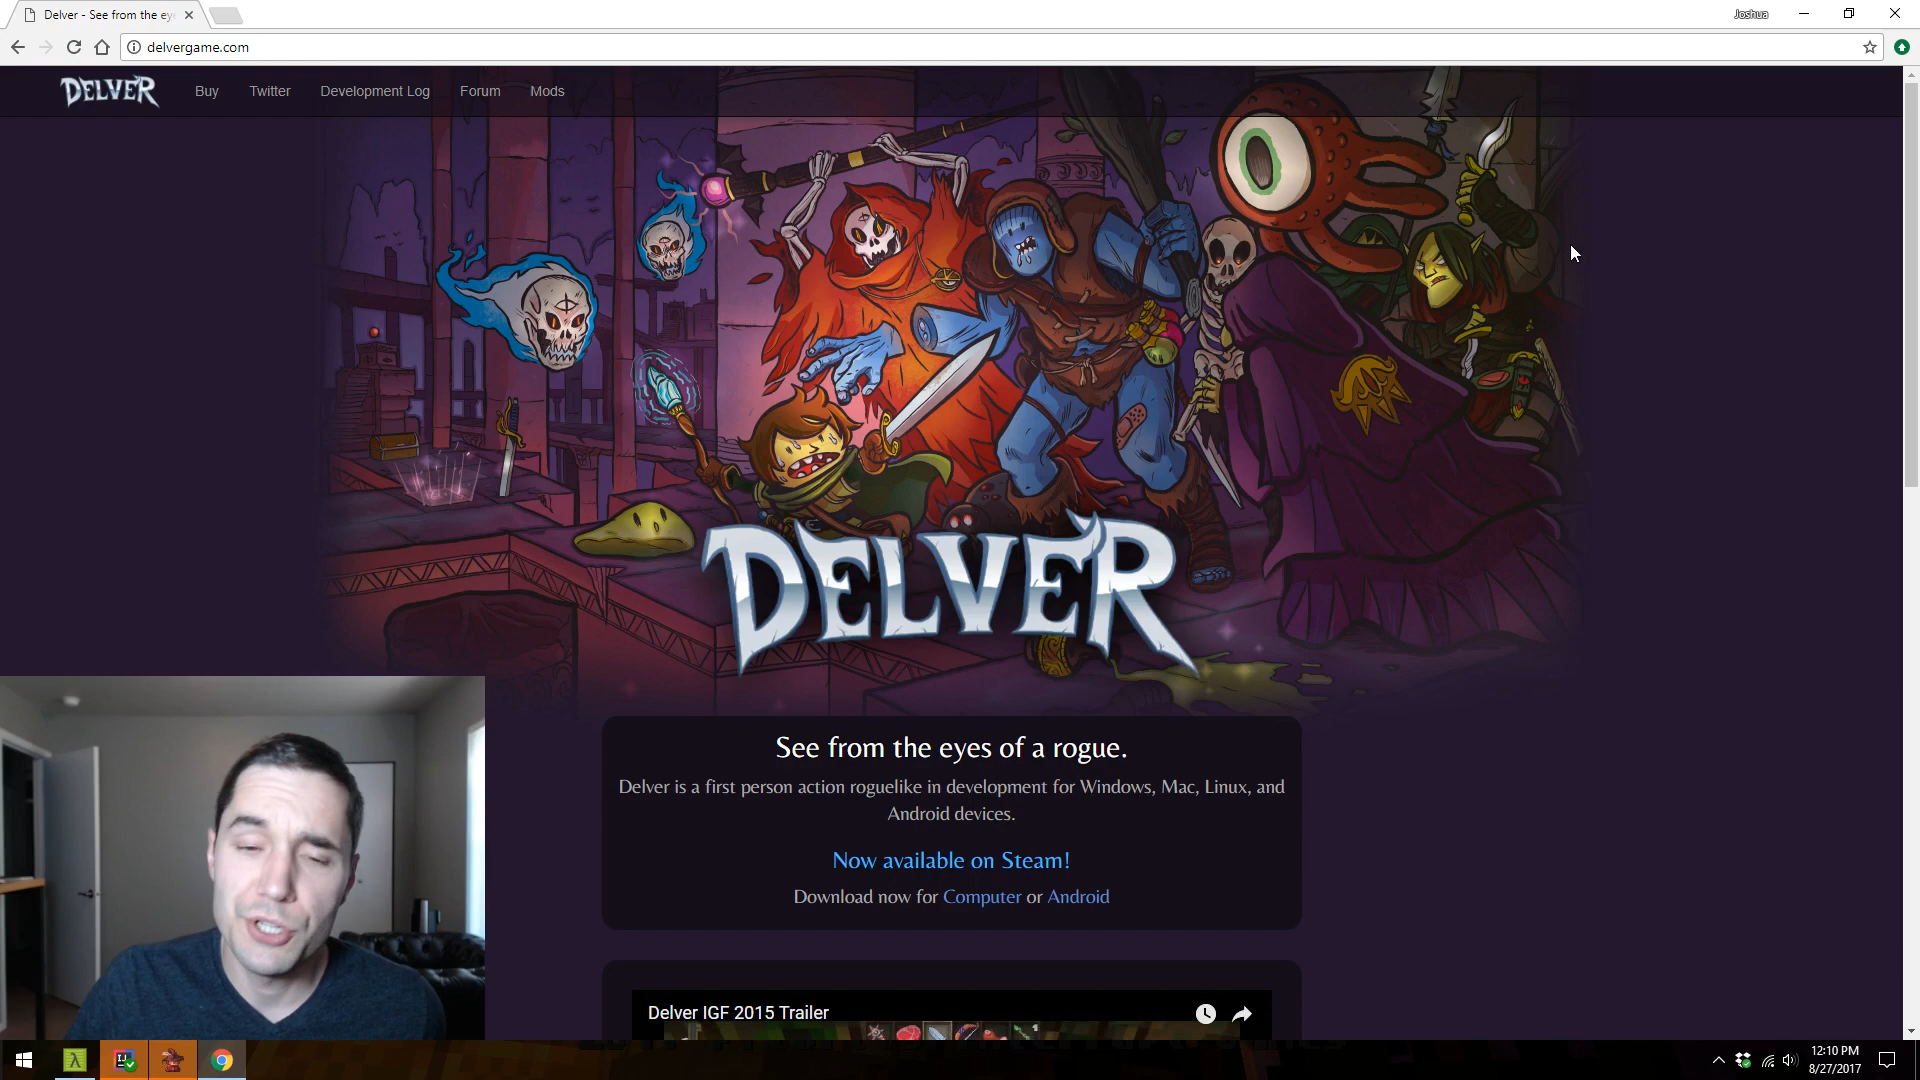 Delver - See from the ey
Joshua
delvergame.com
DELVER
Buy
Twitter
Development Log
Forum
Mods
DELVER
See from the eyes of a rogue.
Delver is a first person action roguelike in development for Windows, Mac, Linux, and
Android devices.
Now available on Steam!
Download now for Computer or Android
Delver IGF 2015 Trailer
12:10 PM
8/27/2017